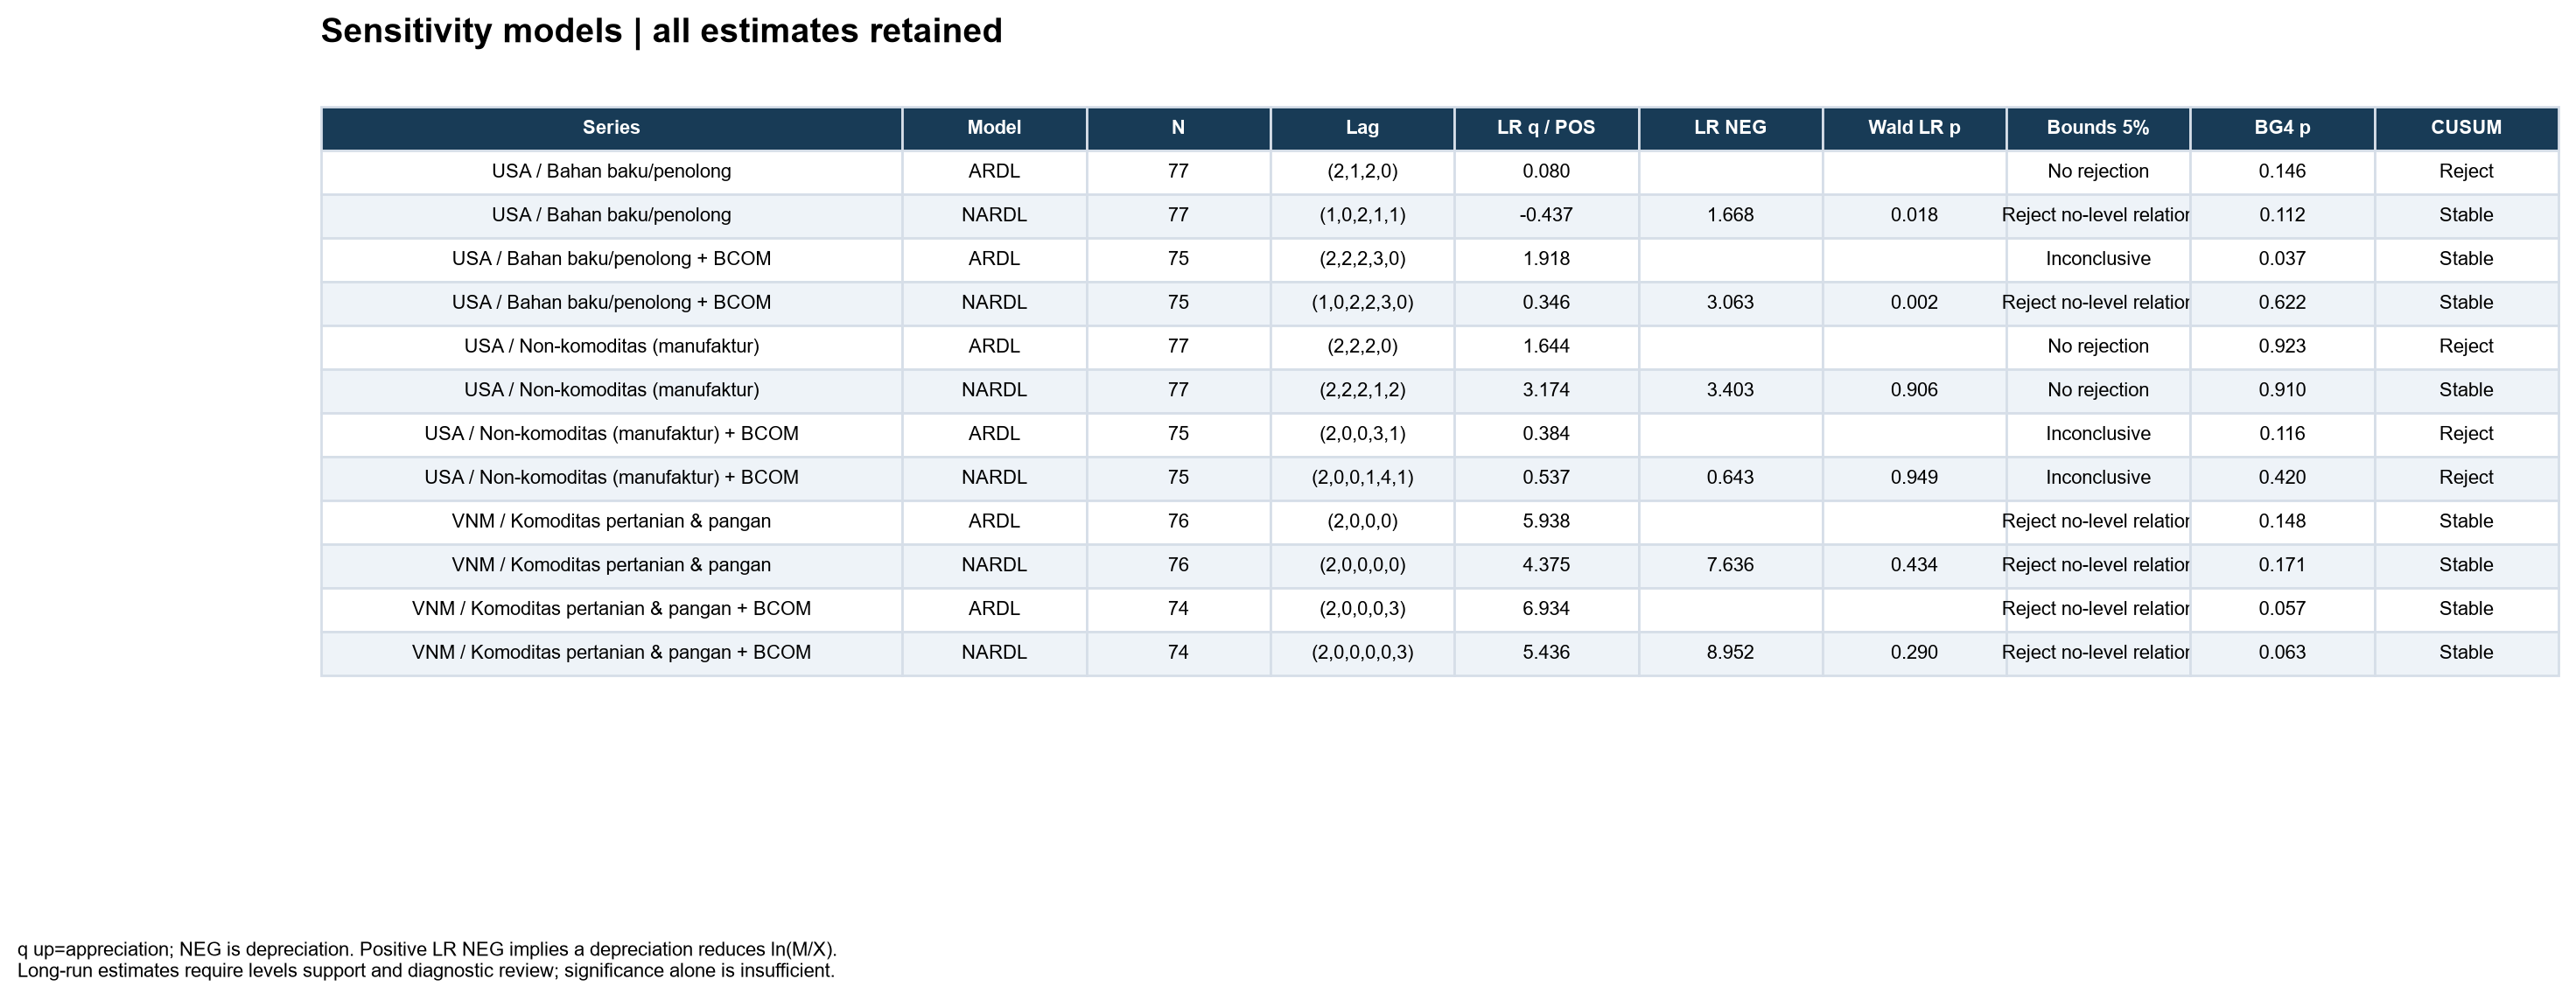 Sensitivity models | all estimates retained
Series Model N Lag LR q / POS LR NEG Wald LR p Bounds 5% BG4 p CUSUM
USA / Bahan baku/penolong ARDL 77 (2,1,2,0) 0.080 No rejection 0.146 Reject
USA / Bahan baku/penolong NARDL 77 (1,0,2,1,1) -0.437 1.668 0.018 Reject no-level relation 0.112 Stable
USA / Bahan baku/penolong + BCOM ARDL 75 (2,2,2,3,0) 1.918 Inconclusive 0.037 Stable
USA / Bahan baku/penolong + BCOM NARDL 75 (1,0,2,2,3,0) 0.346 3.063 0.002 Reject no-level relation 0.622 Stable
USA / Non-komoditas (manufaktur) ARDL 77 (2,2,2,0) 1.644 No rejection 0.923 Reject
USA / Non-komoditas (manufaktur) NARDL 77 (2,2,2,1,2) 3.174 3.403 0.906 No rejection 0.910 Stable
USA / Non-komoditas (manufaktur) + BCOM ARDL 75 (2,0,0,3,1) 0.384 Inconclusive 0.116 Reject
USA / Non-komoditas (manufaktur) + BCOM NARDL 75 (2,0,0,1,4,1) 0.537 0.643 0.949 Inconclusive 0.420 Reject
VNM / Komoditas pertanian & pangan ARDL 76 (2,0,0,0) 5.938 Reject no-level relation 0.148 Stable
VNM / Komoditas pertanian & pangan NARDL 76 (2,0,0,0,0) 4.375 7.636 0.434 Reject no-level relation 0.171 Stable
VNM / Komoditas pertanian & pangan + BCOM ARDL 74 (2,0,0,0,3) 6.934 Reject no-level relation 0.057 Stable
VNM / Komoditas pertanian & pangan + BCOM NARDL 74 (2,0,0,0,0,3) 5.436 8.952 0.290 Reject no-level relation 0.063 Stable
q up=appreciation; NEG is depreciation. Positive LR NEG implies a depreciation reduces ln(M/X).
Long-run estimates require levels support and diagnostic review; significance alone is insufficient.